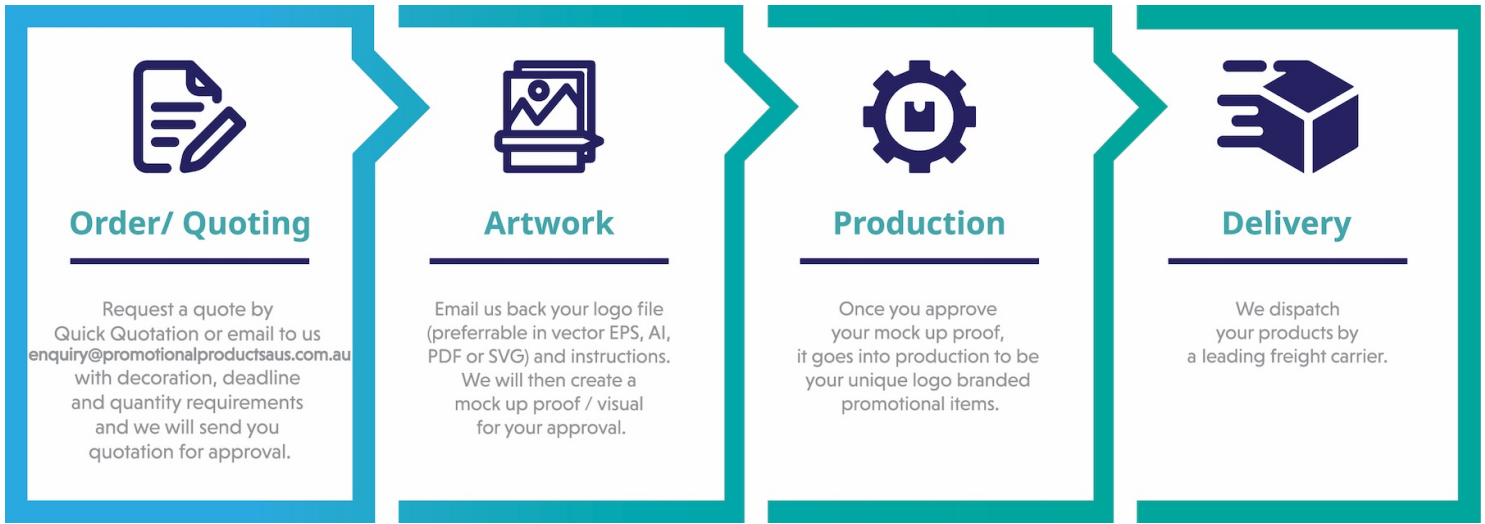 Order/ Quoting
Request a quote by
Quick Quotation or email to us
enquiry@promotionalproductsaus.com.au
with decoration, deadline
and quantity requirements
and we will send you
quotation for approval.
Artwork
Email us back your logo file
(preferrable in vector EPS, AI,
PDF or SVG) and instructions.
We will then create a
mock up proof / visual
for your approval.
Production
Once you approve
your mock up proof,
it goes into production to be
your unique logo branded
promotional items.
Delivery
We dispatch
your products by
a leading freight carrier.